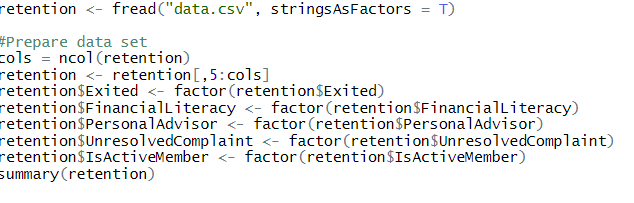 retention <- fread("data.csv", stringsAsFactors = T)
#Prepare data set
cols = ncol(retention)
retention <- retention[,5:cols]
retention$Exited <- factor(retention$Exited)
retention$FinancialLiteracy <- factor(retention$FinancialLiteracy)
retention$PersonalAdvisor <- factor(retention$PersonalAdvisor)
retention$UnresolvedComplaint <- factor(retention$UnresolvedComplaint)
retention$IsActiveMember <- factor(retention$IsActiveMember)
summary(retention)